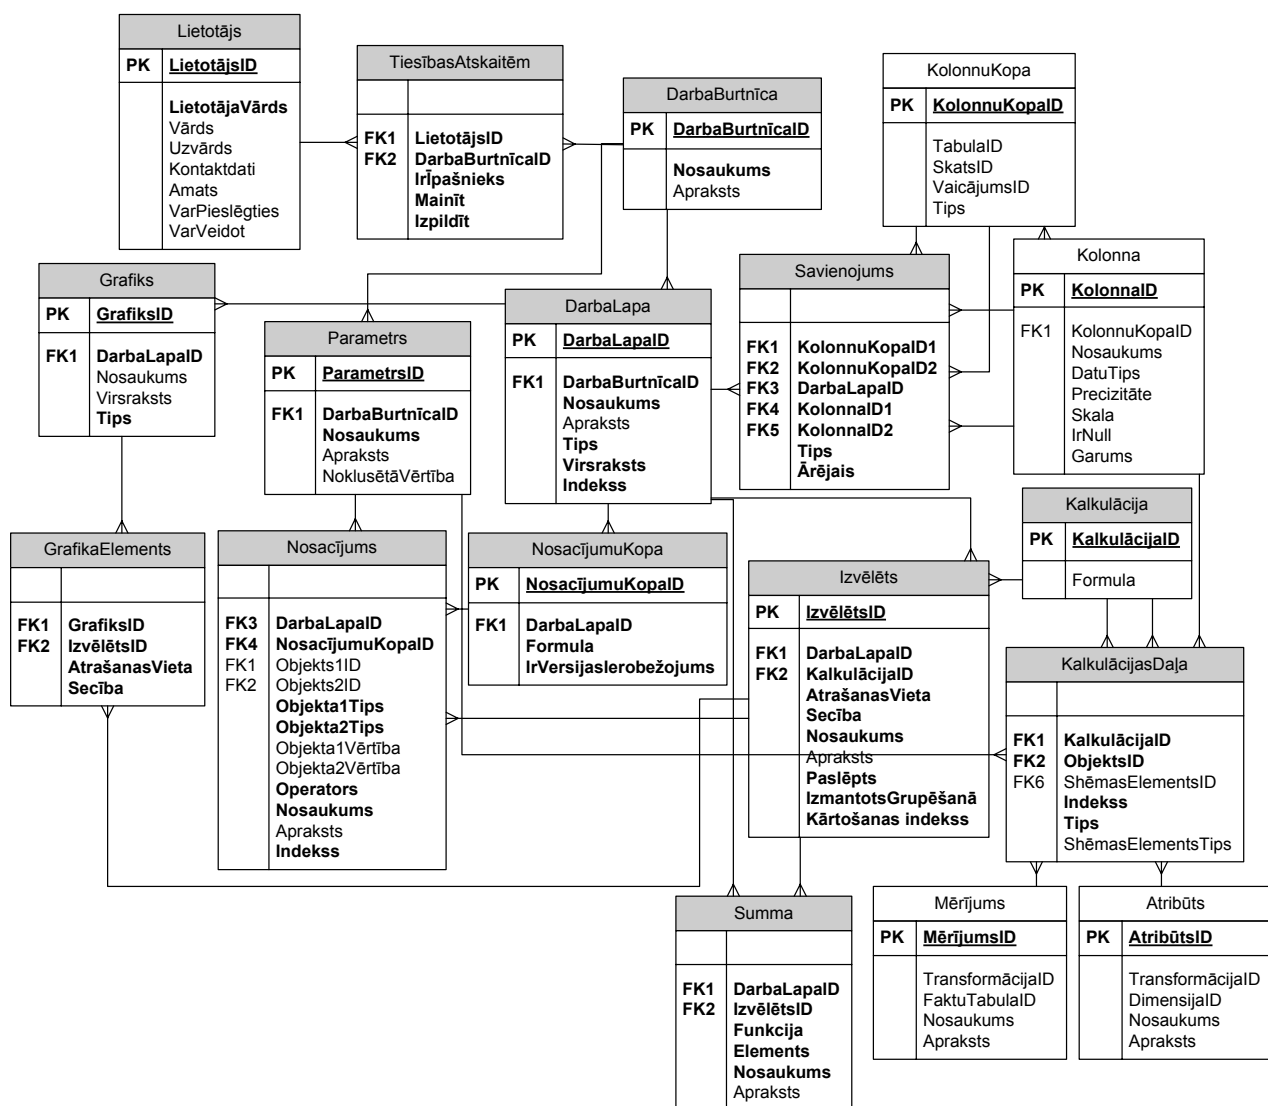 Lietotājs
PK LietotājsID
LietotājaVārds
Vārds
Uzvārds
Kontaktdati
Amats
VarPieslēgties
VarVeidot
TiesībasAtskaitēm
FK1 LietotājsID
FK2 DarbaBurtnīcaID
IrĪpašnieks
Mainīt
Izpildīt
DarbaBurtnīca
PK DarbaBurtnīcaID
Nosaukums
Apraksts
KolonnuKopa
PK KolonnuKopaID
TabulaID
SkatsID
VaicājumsID
Tips
Grafiks
PK GrafiksID
FK1 DarbaLapaID
Nosaukums
Virsraksts
Tips
Parametrs
PK ParametrsID
FK1 DarbaBurtnīcaID
Nosaukums
Apraksts
NoklusētāVērtība
DarbaLapa
PK DarbaLapaID
FK1 DarbaBurtnīcaID
Nosaukums
Apraksts
Tips
Virsraksts
Indekss
Savienojums
FK1 KolonnuKopaID1
FK2 KolonnuKopaID2
FK3 DarbaLapaID
FK4 KolonnaID1
FK5 KolonnaID2
Tips
Ārējais
Kolonna
PK KolonnaID
FK1 KolonnuKopaID
Nosaukums
DatuTips
Precizitāte
Skala
IrNull
Garums
GrafikaElements
FK1 GrafiksID
FK2 IzvēlētsID
AtrašanasVieta
Secība
Nosacījums
FK3 DarbaLapaID
FK4 NosacījumuKopaID
FK1 Objekts1ID
FK2 Objekts2ID
Objekta1Tips
Objekta2Tips
Objekta1Vērtība
Objekta2Vērtība
Operators
Nosaukums
Apraksts
Indekss
NosacījumuKopa
PK NosacījumuKopaID
FK1 DarbaLapaID
Formula
IrVersijasIerobežojums
Izvēlēts
PK IzvēlētsID
FK1 DarbaLapaID
FK2 KalkulācijaID
AtrašanasVieta
Secība
Nosaukums
Apraksts
Paslēpts
IzmantotsGrupēšanā
Kārtošanas indekss
Kalkulācija
PK KalkulācijaID
Formula
KalkulācijasDaļa
FK1 KalkulācijaID
FK2 ObjektsID
FK6 ShēmasElementsID
Indekss
Tips
ShēmasElementsTips
Summa
FK1 DarbaLapaID
FK2 IzvēlētsID
Funkcija
Elements
Nosaukums
Apraksts
Mērījums
PK MērījumsID
TransformācijaID
FaktuTabulaID
Nosaukums
Apraksts
Atribūts
PK AtribūtsID
TransformācijaID
DimensijaID
Nosaukums
Apraksts